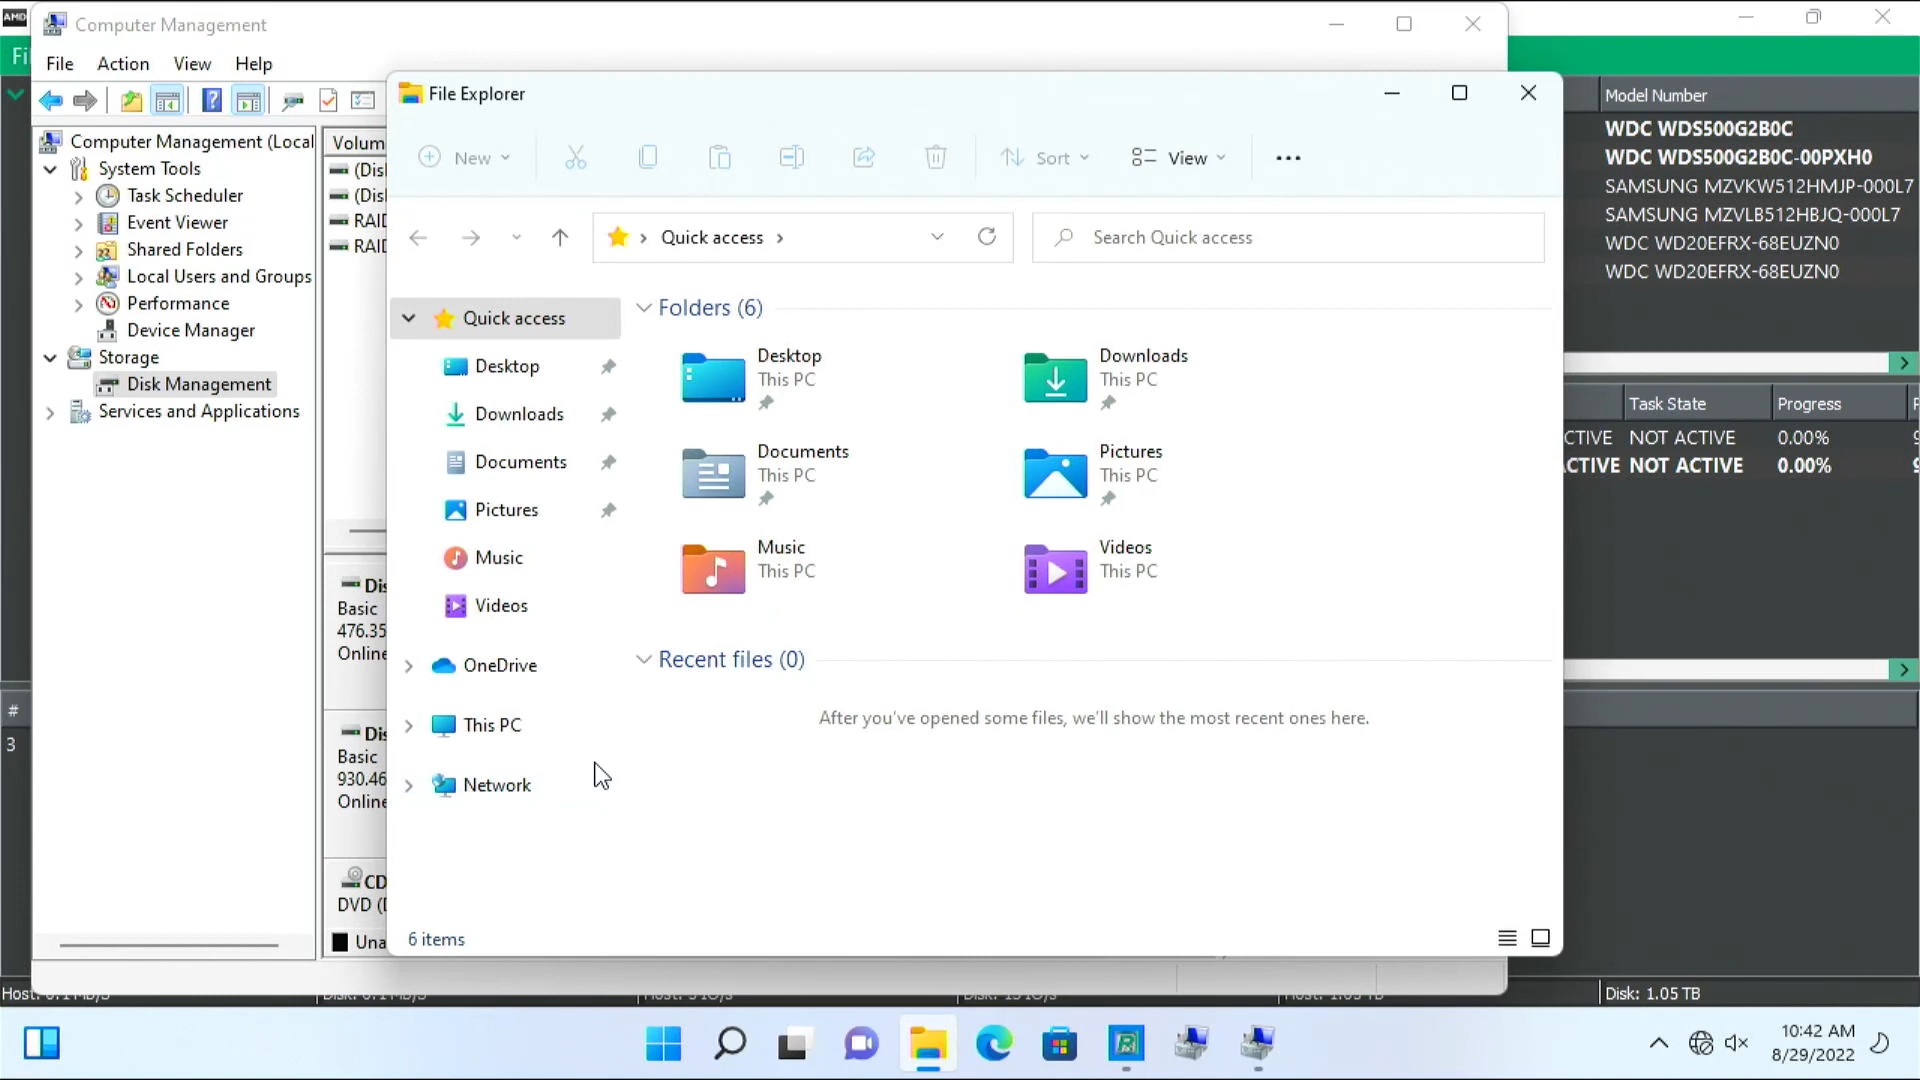 AMD
Computer Management
Fil
File Action View Help
Computer Management (Local
System Tools
Task Scheduler
Event Viewer
Shared Folders
Local Users and Groups
Performance
Device Manager
Storage
Disk Management
Services and Applications
Volum
(Disk
(Disk
RAID
RAID
Dis
Basic
476.35
Online
Dis
Basic
930.46
Online
CD
DVD (
Una
File Explorer
New Sort View
Quick access
Search Quick access
Quick access
Desktop
Downloads
Documents
Pictures
Music
Videos
OneDrive
This PC
Network
Folders (6)
Desktop
This PC
Downloads
This PC
Documents
This PC
Pictures
This PC
Music
This PC
Videos
This PC
Recent files (0)
After you've opened some files, we'll show the most recent ones here.
6 items
Model Number
WDC WDS500G2B0C
WDC WDS500G2B0C-00PXH0
SAMSUNG MZVKW512HMJP-000L7
SAMSUNG MZVLB512HBJQ-000L7
WDC WD20EFRX-68EUZN0
WDC WD20EFRX-68EUZN0
Task State Progress
CTIVE NOT ACTIVE 0.00%
CTIVE NOT ACTIVE 0.00%
#
3
Disk: 1.05 TB
10:42 AM
8/29/2022